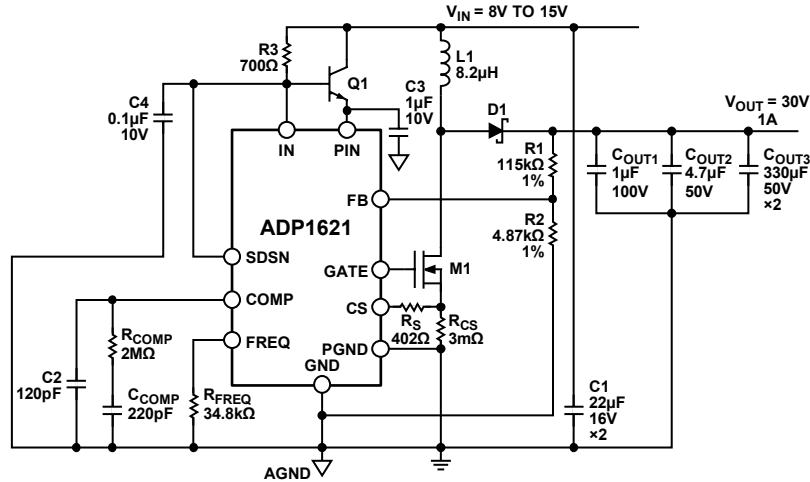 V_IN = 8V TO 15V
R3
700Ω
L1
8.2µH
Q1
C4
0.1µF
10V
C3
1µF
10V
D1
V_OUT = 30V
1A
IN
PIN
R1
115kΩ
1%
C_OUT1
1µF
100V
C_OUT2
4.7µF
50V
C_OUT3
330µF
50V
×2
FB
ADP1621
R2
4.87kΩ
1%
SDSN
GATE
M1
COMP
CS
R_S
402Ω
R_CS
3mΩ
R_COMP
2MΩ
FREQ
PGND
GND
C2
120pF
C_COMP
220pF
R_FREQ
34.8kΩ
C1
22µF
16V
×2
AGND